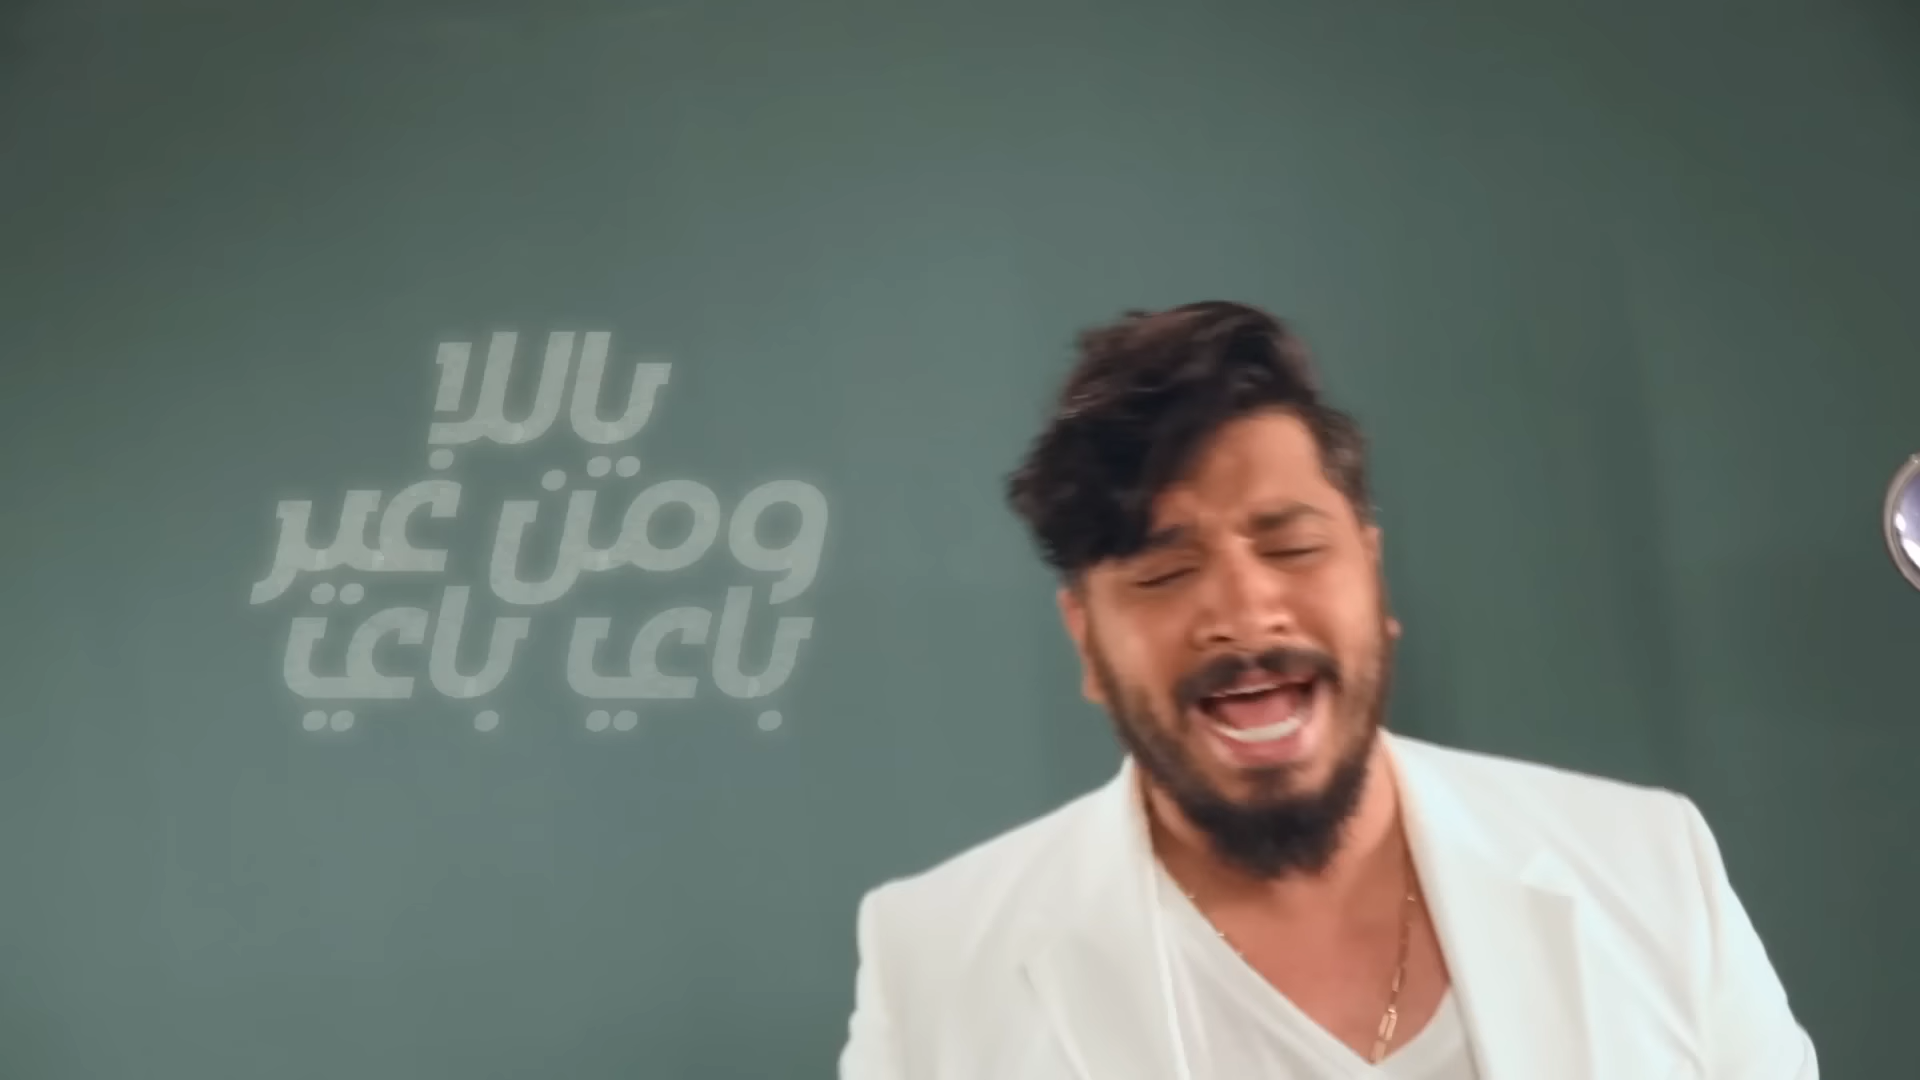 ياللا
ومن غير
باي باي